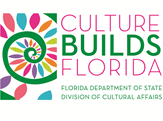 CULTURE
BUILDS
FLORIDA
FLORIDA DEPARTMENT OF STATE
DIVISION OF CULTURAL AFFAIRS